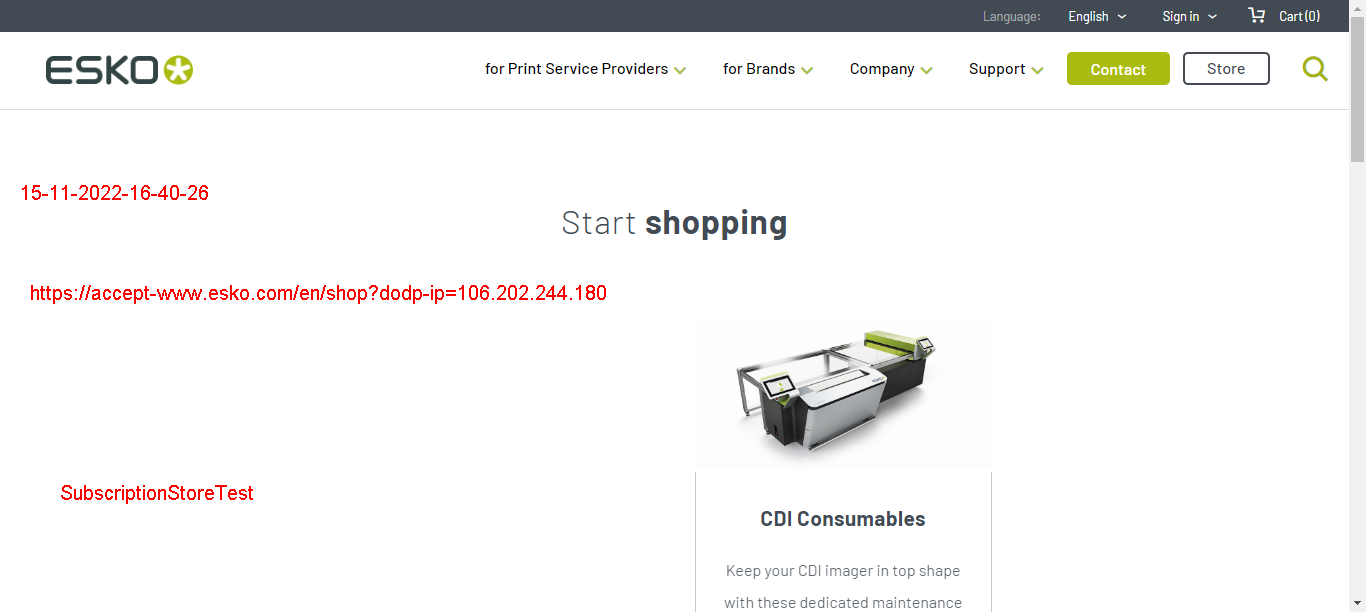 Language: English Sign in Cart (0)
ESKO for Print Service Providers for Brands Company Support Contact Store
15-11-2022-16-40-26
Start shopping
https://accept-www.esko.com/en/shop?dodp-ip=106.202.244.180
SubscriptionStoreTest
CDI Consumables
Keep your CDI imager in top shape
with these dedicated maintenance